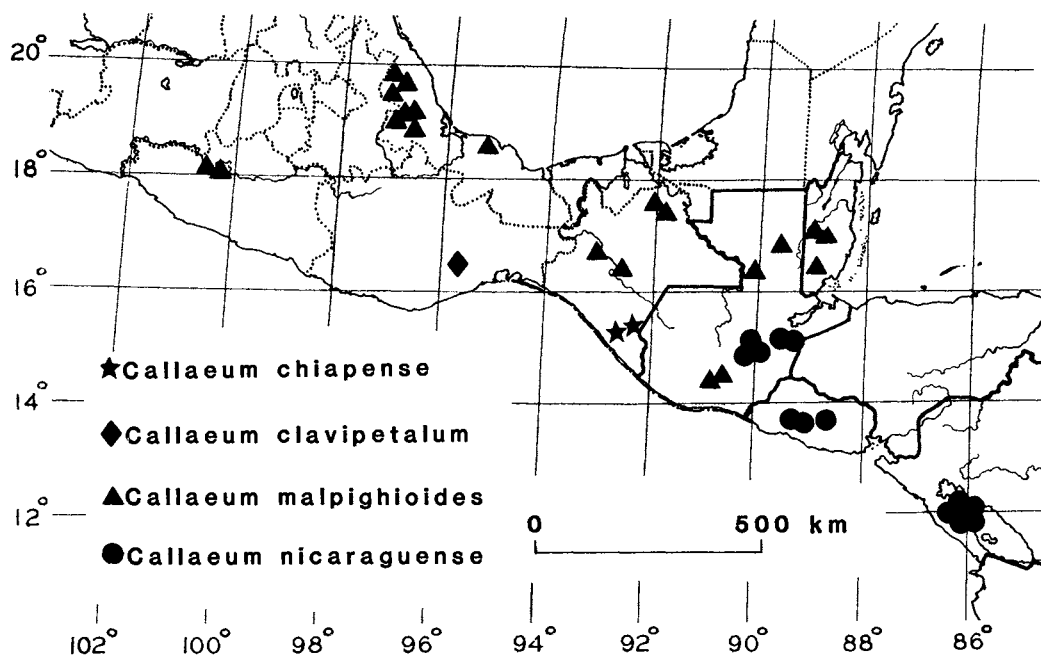 20°
18°
16°
14°
12°
Callaeum chiapense
Callaeum clavipetalum
Callaeum malpighioides
Callaeum nicaraguense
0 500 km
102° 100° 98° 96° 94° 92° 90° 88° 86°